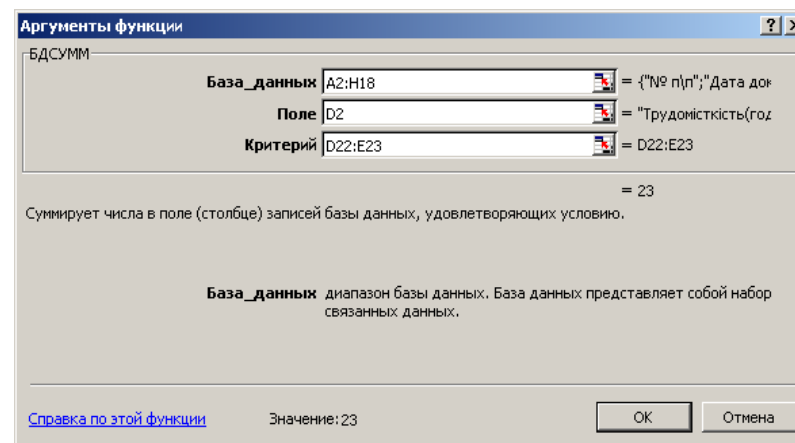 Аргументы функции
БДСУММ
База_данных A2:H18 = {"№ п\п";"Дата док
Поле D2 = "Трудомісткість(год
Критерий D22:E23 = D22:E23
= 23
Суммирует числа в поле (столбце) записей базы данных, удовлетворяющих условию.
База_данных диапазон базы данных. База данных представляет собой набор
связанных данных.
Справка по этой функции Значение:23 OK Отмена